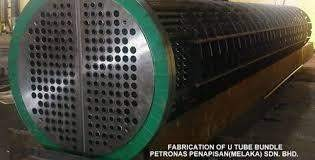 FABRICATION OF U TUBE BUNDLE
PETRONAS PENAPISAN(MELAKA) SDN. BHD.